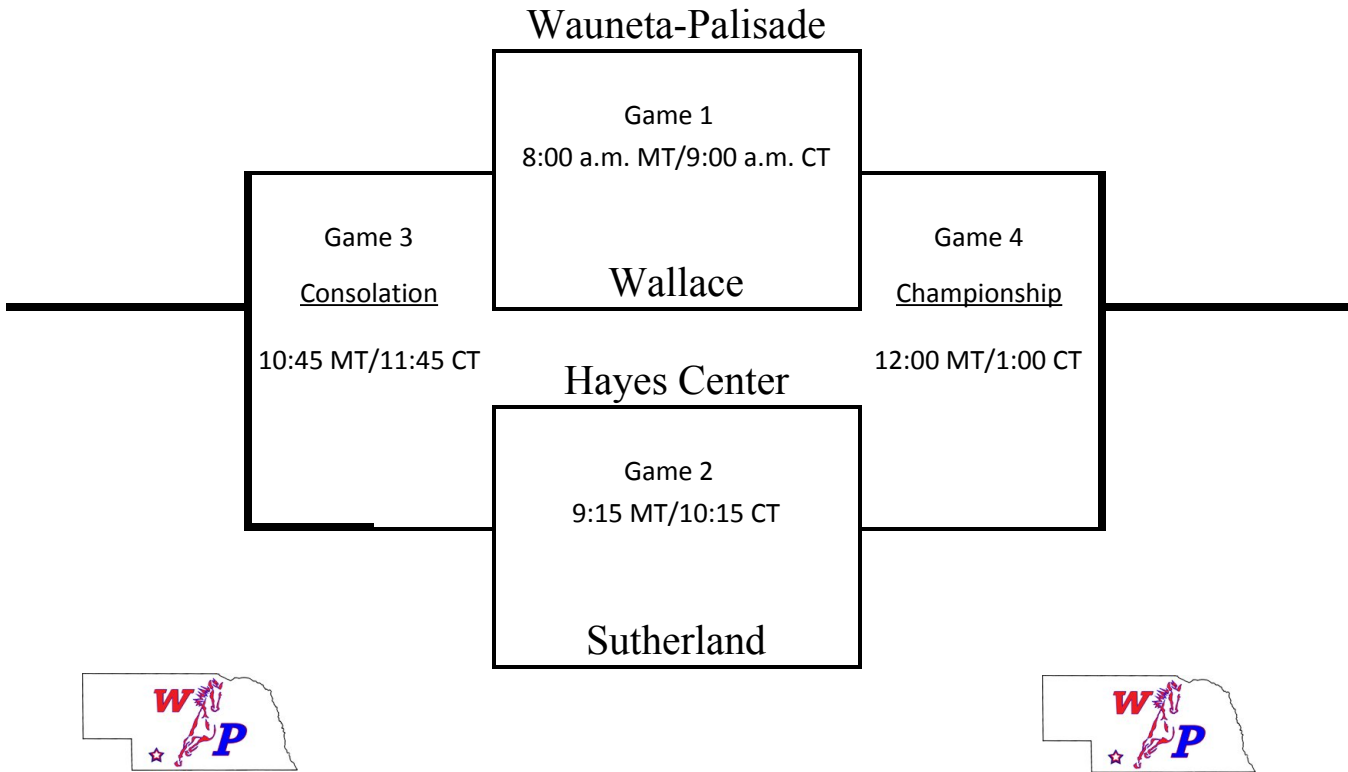 Wauneta-Palisade
Game 1
8:00 a.m. MT/9:00 a.m. CT
Wallace
Game 3
Consolation
10:45 MT/11:45 CT
Game 4
Championship
12:00 MT/1:00 CT
Hayes Center
Game 2
9:15 MT/10:15 CT
Sutherland
W
P
W
P